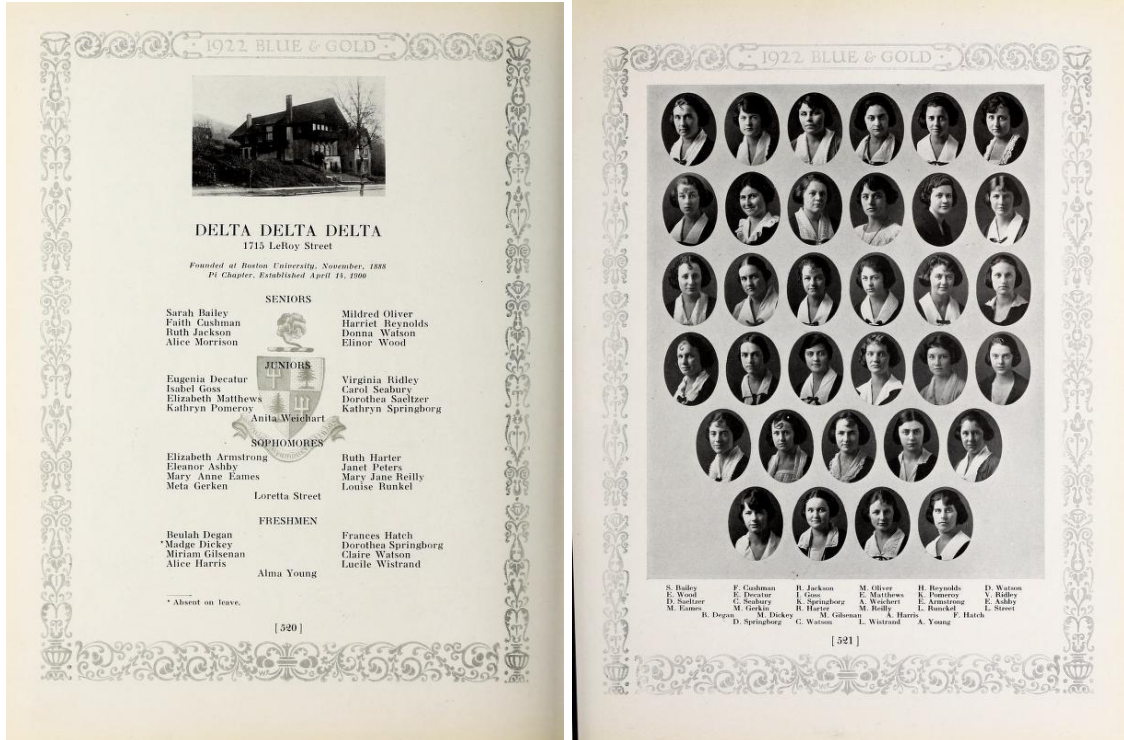 1922 BLUE & GOLD
DELTA DELTA DELTA
1715 LeRoy Street
Founded at Boston University, November, 1888
Pi Chapter, Established April 14, 1900
SENIORS
Sarah Bailey Mildred Oliver
Faith Cushman Harriet Reynolds
Ruth Jackson Donna Watson
Alice Morrison Elinor Wood
JUNIORS
Eugenia Decatur Virginia Ridley
Isabel Goss Carol Seabury
Elizabeth Matthews Dorothea Saeltzer
Kathryn Pomeroy Kathryn Springborg
Anita Weichart
SOPHOMORES
Elizabeth Armstrong Ruth Harter
Eleanor Ashby Janet Peters
Mary Anne Eames Mary Jane Reilly
Meta Gerken Louise Runkel
Loretta Street
FRESHMEN
Beulah Degan Frances Hatch
*Madge Dickey Dorothea Springborg
Miriam Gilsenan Claire Watson
Alice Harris Lucile Wistrand
Alma Young
* Absent on leave.
[ 520 ]
1922 BLUE & GOLD
S. Bailey F. Cushman R. Jackson M. Oliver H. Reynolds D. Watson
E. Wood E. Decatur I. Goss E. Matthews K. Pomeroy V. Ridley
D. Saeltzer C. Seabury K. Springborg A. Weichert E. Armstrong E. Ashby
M. Eames M. Gerkin R. Harter M. Reilly L. Runckel L. Street
B. Degan M. Dickey M. Gilsenan A. Harris F. Hatch
D. Springborg C. Watson L. Wistrand A. Young
[ 521 ]